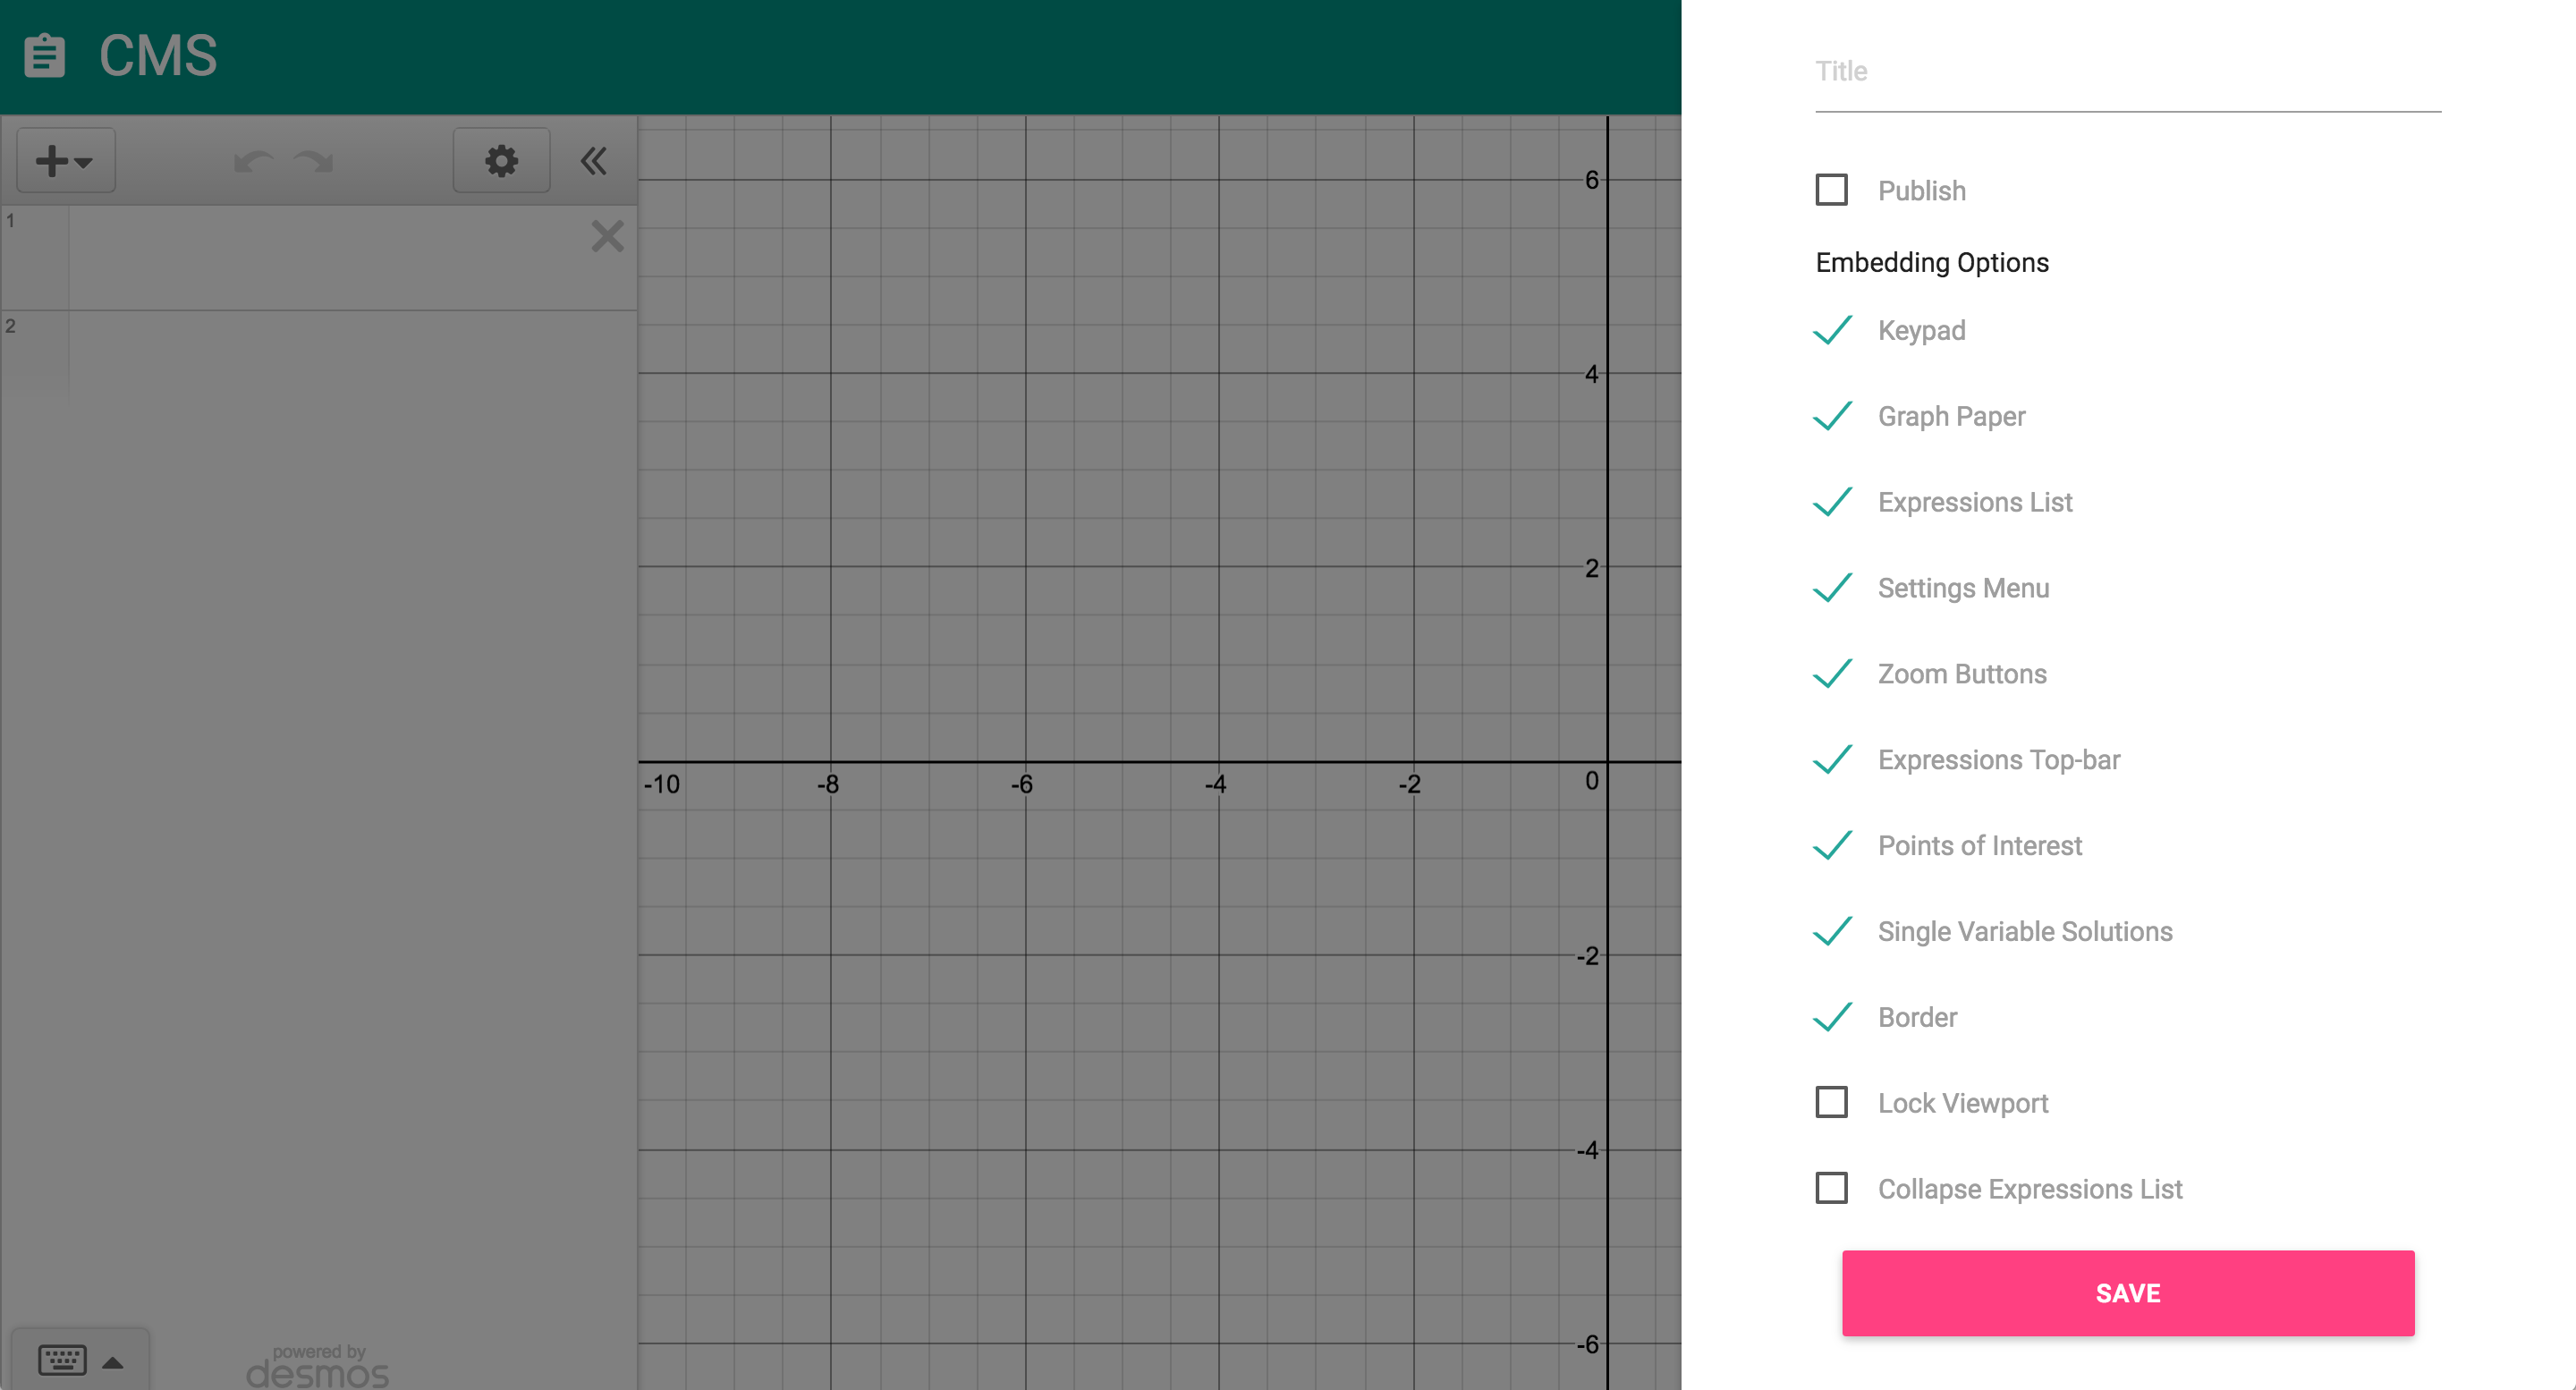 CMS
1
2
powered by
desmos
6
4
2
-10 -8 -6 -4 -2 0
-2
-4
-6
Title
Publish
Embedding Options
Keypad
Graph Paper
Expressions List
Settings Menu
Zoom Buttons
Expressions Top-bar
Points of Interest
Single Variable Solutions
Border
Lock Viewport
Collapse Expressions List
SAVE